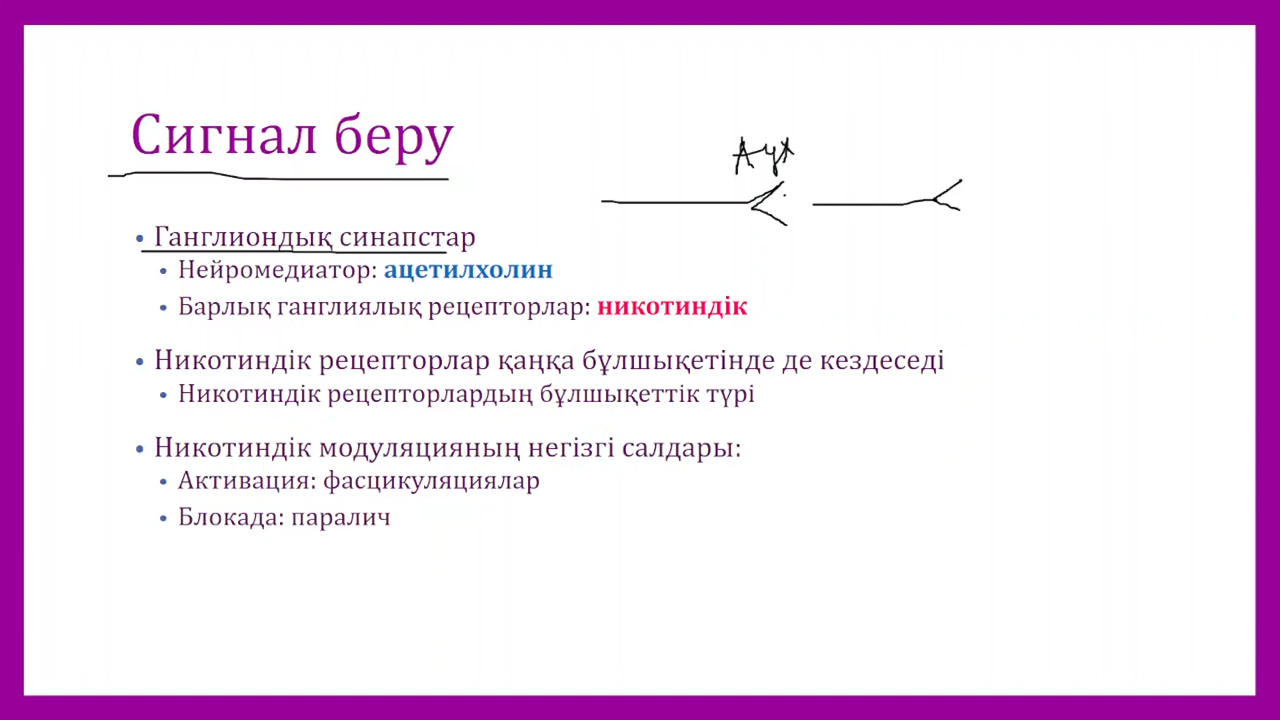 Сигнал беру
• Ганглиондық синапстар
• Нейромедиатор: ацетилхолин
• Барлық ганглиялық рецепторлар: никотиндік
• Никотиндік рецепторлар қаңқа бұлшықетінде де кездеседі
• Никотиндік рецепторлардың бұлшықеттік түрі
• Никотиндік модуляцияның негізгі салдары:
• Активация: фасцикуляциялар
• Блокада: паралич